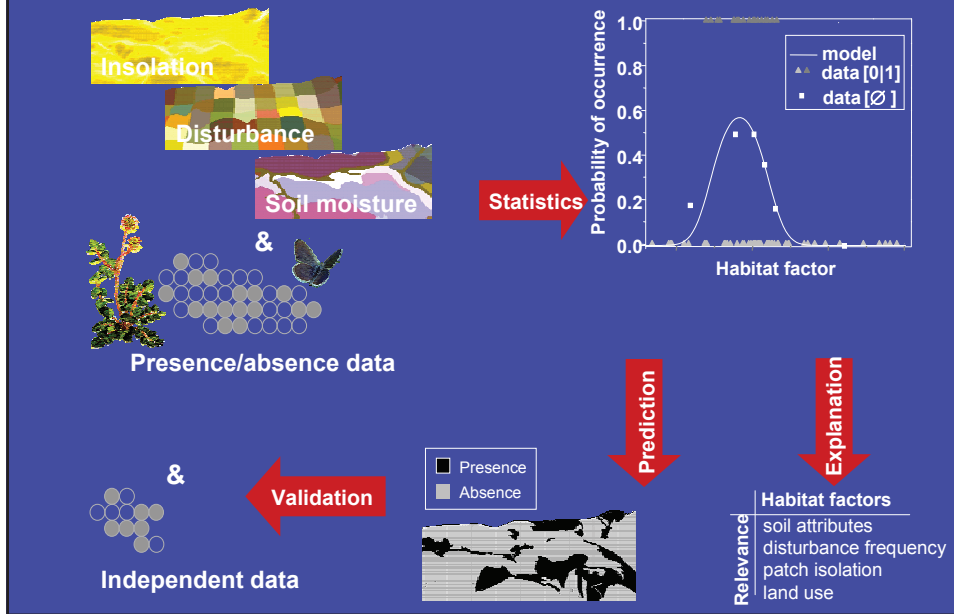 Insolation
Disturbance
Soil moisture
&
Presence/absence data
Statistics
Probability of occurrence
1.0
0.8
0.6
0.4
0.2
0.0
model
data [0|1]
data [Ø ]
Habitat factor
Prediction
Explanation
Presence
Absence
Validation
&
Independent data
Habitat factors
Relevance
soil attributes
disturbance frequency
patch isolation
land use